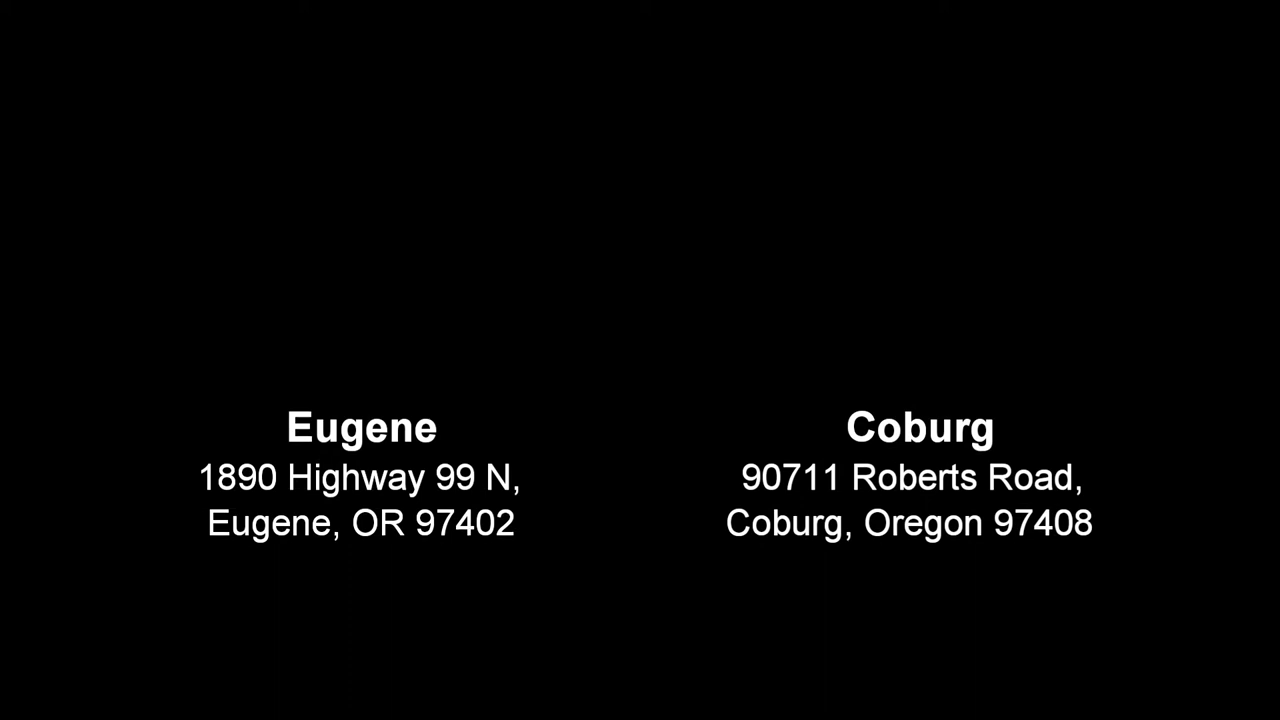 Eugene
1890 Highway 99 N,
Eugene, OR 97402
Coburg
90711 Roberts Road,
Coburg, Oregon 97408